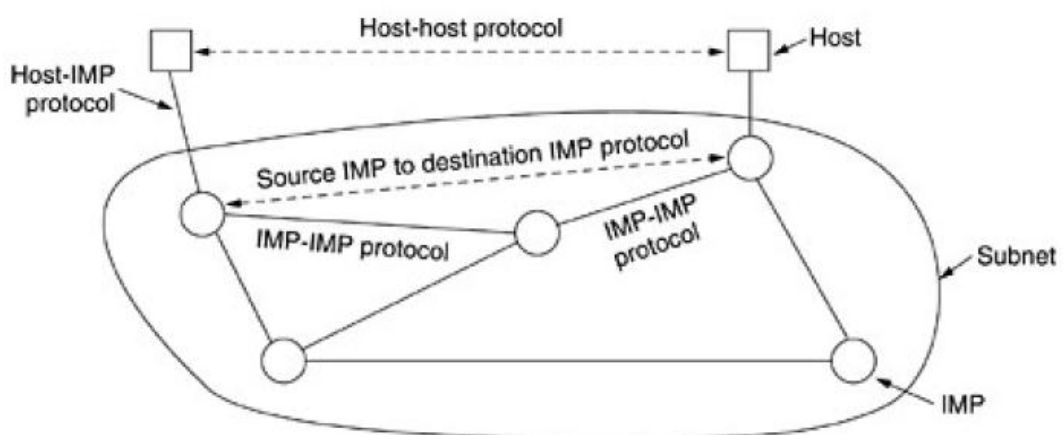 Host-host protocol
Host
Host-IMP
protocol
Source IMP to destination IMP protocol
IMP-IMP protocol
IMP-IMP
protocol
Subnet
IMP